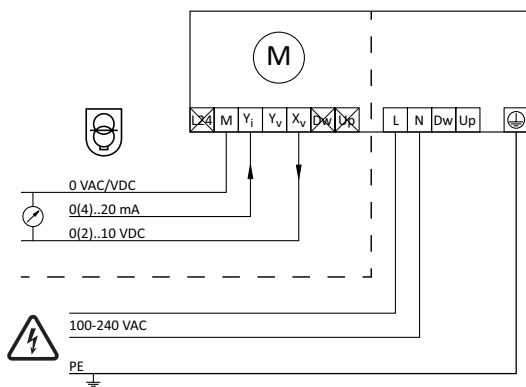 M
L24 M Yi Yv Xv Dw Up L N Dw Up
0 VAC/VDC
0(4)..20 mA
0(2)..10 VDC
100-240 VAC
PE